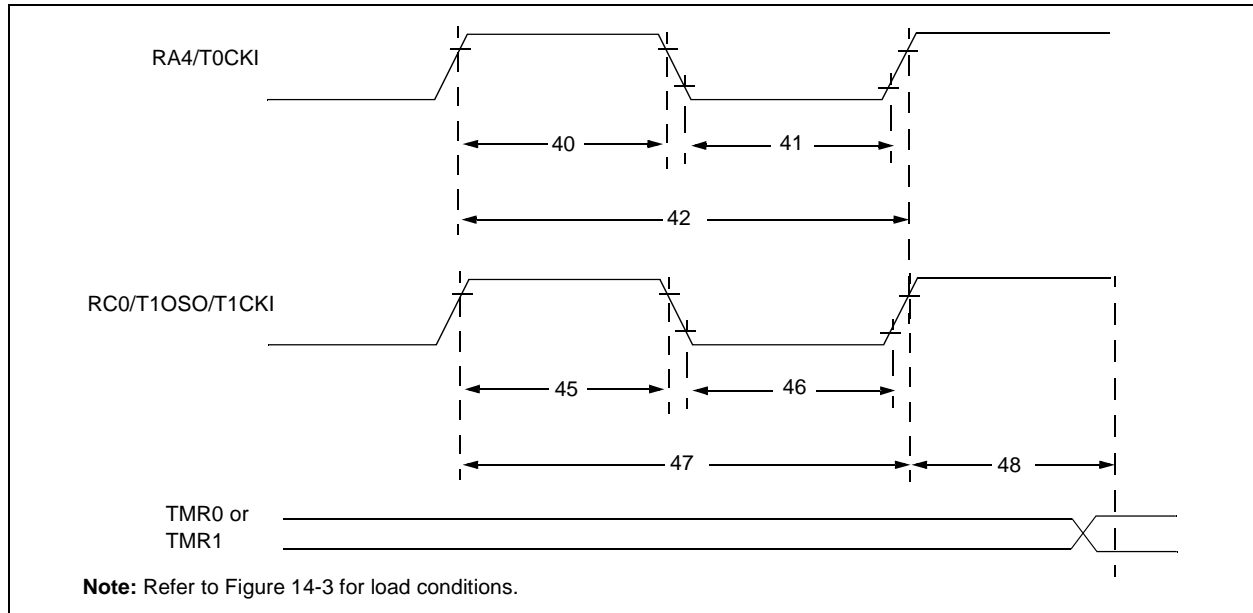 RA4/T0CKI
40
41
42
RC0/T1OSO/T1CKI
45
46
47
48
TMR0 or
TMR1
Note: Refer to Figure 14-3 for load conditions.